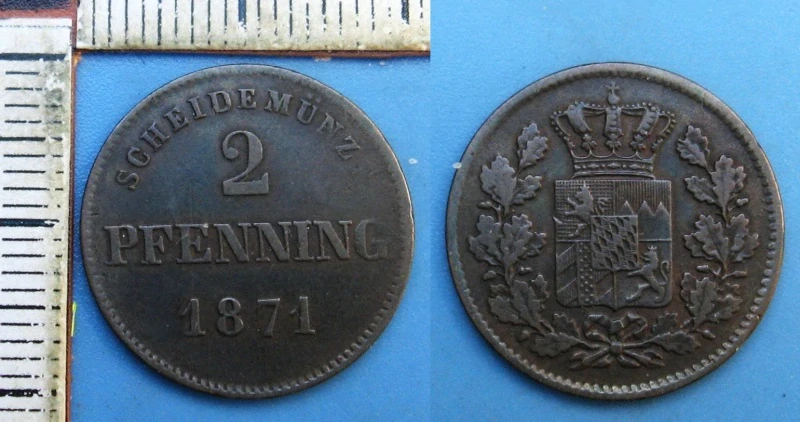 SCHEIDEMÜNZ
2
PFENNING
1871